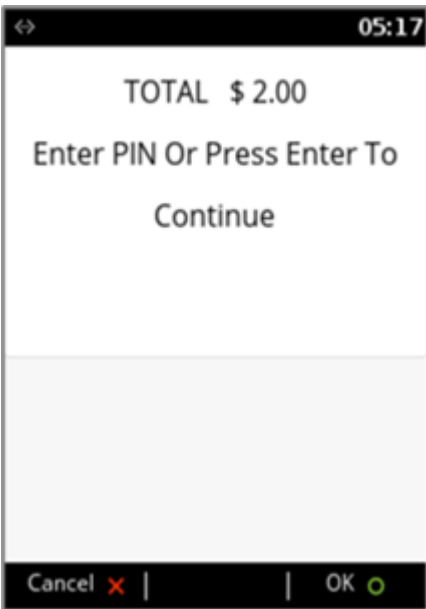 05:17
TOTAL $ 2.00
Enter PIN Or Press Enter To
Continue
Cancel | | OK